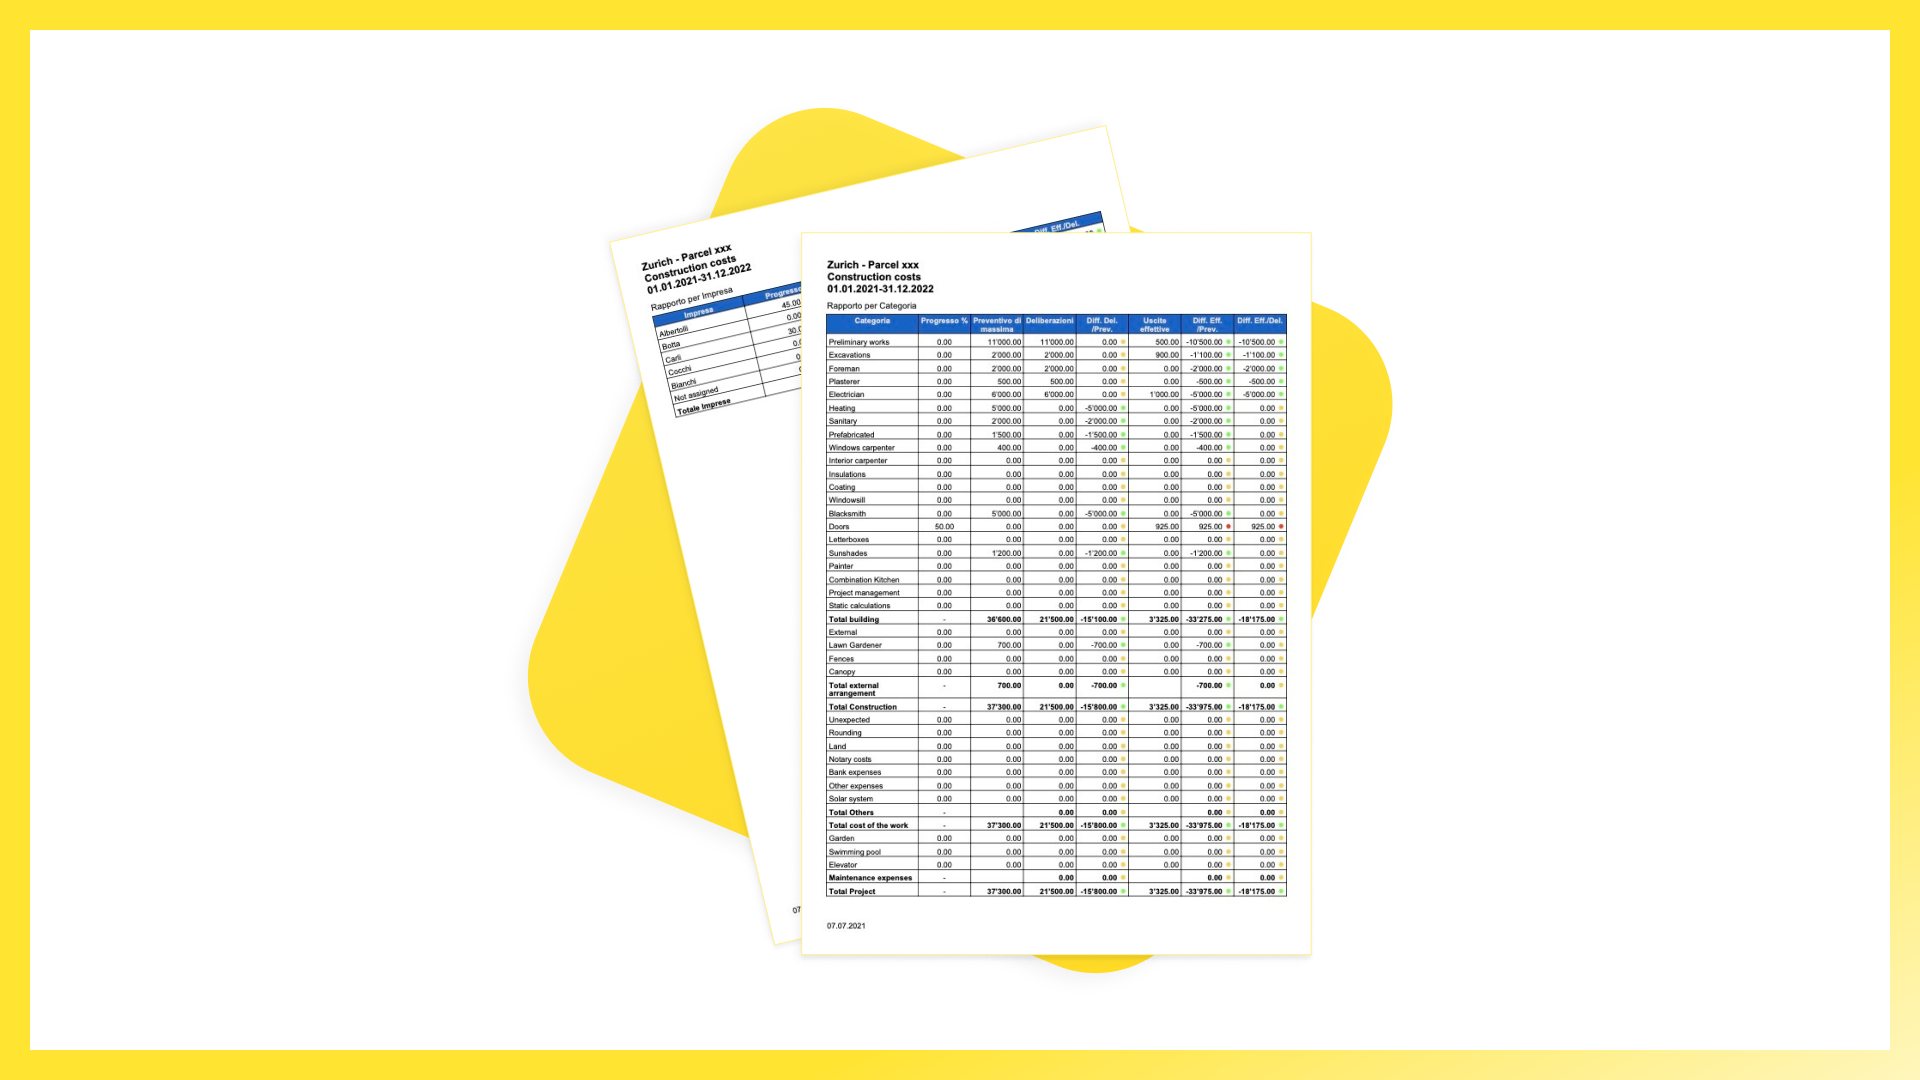 Zurich - Parcel xxx
Construction costs
01.01.2021-31.12.2022
Rapporto per Impresa
Impresa Progresso
Albertolli 45.00
Botta 0.00
Carli 30.0
Cocchi 0.0
Bianchi 0.
Not assigned
Totale Imprese
Diff. Eff./Del.
07
Zurich - Parcel xxx
Construction costs
01.01.2021-31.12.2022
Rapporto per Categoria
Categoria Progresso % Preventivo di massima Deliberazioni Diff. Del. /Prev. Uscite effettive Diff. Eff. /Prev. Diff. Eff./Del.
Preliminary works 0.00 11'000.00 11'000.00 0.00 500.00 -10'500.00 -10'500.00
Excavations 0.00 2'000.00 2'000.00 0.00 900.00 -1'100.00 -1'100.00
Foreman 0.00 2'000.00 2'000.00 0.00 0.00 -2'000.00 -2'000.00
Plasterer 0.00 500.00 500.00 0.00 0.00 -500.00 -500.00
Electrician 0.00 6'000.00 6'000.00 0.00 1'000.00 -5'000.00 -5'000.00
Heating 0.00 5'000.00 0.00 -5'000.00 0.00 -5'000.00 0.00
Sanitary 0.00 2'000.00 0.00 -2'000.00 0.00 -2'000.00 0.00
Prefabricated 0.00 1'500.00 0.00 -1'500.00 0.00 -1'500.00 0.00
Windows carpenter 0.00 400.00 0.00 -400.00 0.00 -400.00 0.00
Interior carpenter 0.00 0.00 0.00 0.00 0.00 0.00 0.00
Insulations 0.00 0.00 0.00 0.00 0.00 0.00 0.00
Coating 0.00 0.00 0.00 0.00 0.00 0.00 0.00
Windowsill 0.00 0.00 0.00 0.00 0.00 0.00 0.00
Blacksmith 0.00 5'000.00 0.00 -5'000.00 0.00 -5'000.00 0.00
Doors 50.00 0.00 0.00 0.00 925.00 925.00 925.00
Letterboxes 0.00 0.00 0.00 0.00 0.00 0.00 0.00
Sunshades 0.00 1'200.00 0.00 -1'200.00 0.00 -1'200.00 0.00
Painter 0.00 0.00 0.00 0.00 0.00 0.00 0.00
Combination Kitchen 0.00 0.00 0.00 0.00 0.00 0.00 0.00
Project management 0.00 0.00 0.00 0.00 0.00 0.00 0.00
Static calculations 0.00 0.00 0.00 0.00 0.00 0.00 0.00
Total building - 36'600.00 21'500.00 -15'100.00 3'325.00 -33'275.00 -18'175.00
External 0.00 0.00 0.00 0.00 0.00 0.00 0.00
Lawn Gardener 0.00 700.00 0.00 -700.00 0.00 -700.00 0.00
Fences 0.00 0.00 0.00 0.00 0.00 0.00 0.00
Canopy 0.00 0.00 0.00 0.00 0.00 0.00 0.00
Total external arrangement - 700.00 0.00 -700.00 -700.00 0.00
Total Construction - 37'300.00 21'500.00 -15'800.00 3'325.00 -33'975.00 -18'175.00
Unexpected 0.00 0.00 0.00 0.00 0.00 0.00 0.00
Rounding 0.00 0.00 0.00 0.00 0.00 0.00 0.00
Land 0.00 0.00 0.00 0.00 0.00 0.00 0.00
Notary costs 0.00 0.00 0.00 0.00 0.00 0.00 0.00
Bank expenses 0.00 0.00 0.00 0.00 0.00 0.00 0.00
Other expenses 0.00 0.00 0.00 0.00 0.00 0.00 0.00
Solar system 0.00 0.00 0.00 0.00 0.00 0.00 0.00
Total Others - 0.00 0.00 0.00 0.00
Total cost of the work - 37'300.00 21'500.00 -15'800.00 3'325.00 -33'975.00 -18'175.00
Garden 0.00 0.00 0.00 0.00 0.00 0.00 0.00
Swimming pool 0.00 0.00 0.00 0.00 0.00 0.00 0.00
Elevator 0.00 0.00 0.00 0.00 0.00 0.00 0.00
Maintenance expenses - 0.00 0.00 0.00 0.00
Total Project - 37'300.00 21'500.00 -15'800.00 3'325.00 -33'975.00 -18'175.00
07.07.2021